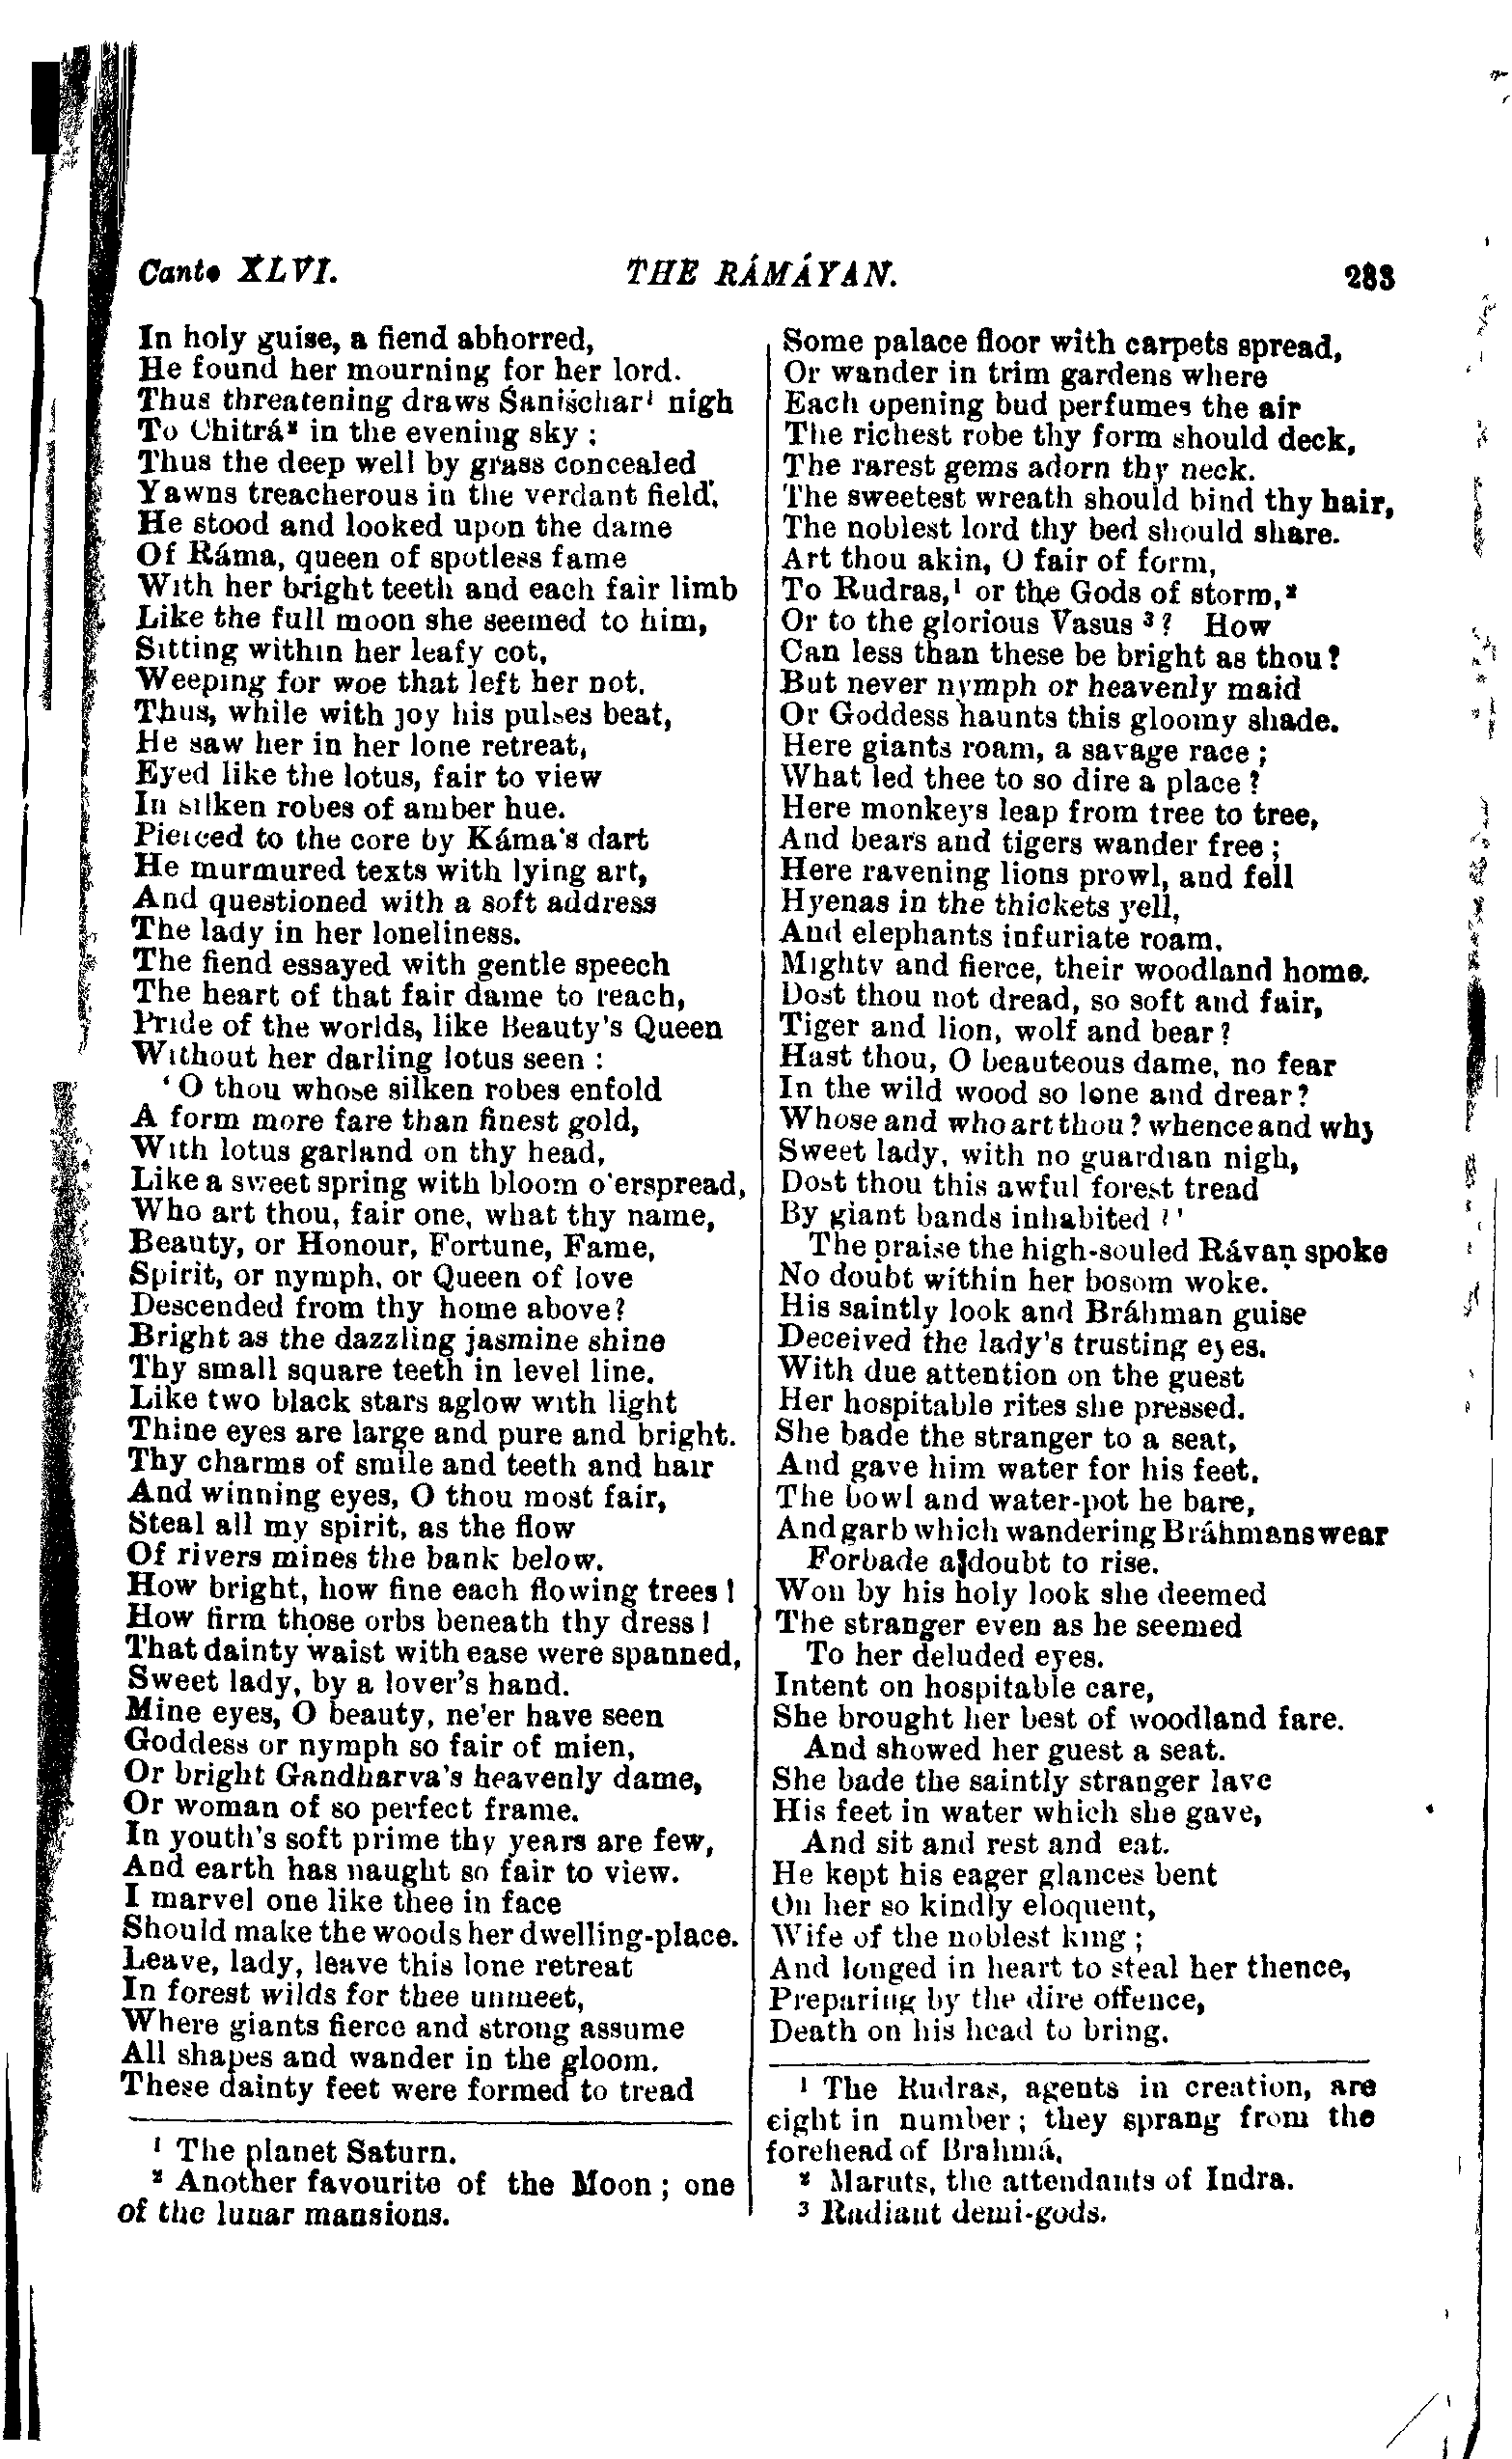 Canto XLVI.
THE RÁMÁYAN.
283
In holy guise, a fiend abhorred,
He found her mourning for her lord.
Thus threatening draws Śaniśchar¹ nigh
To Chitrá² in the evening sky;
Thus the deep well by grass concealed
Yawns treacherous in the verdant field.
He stood and looked upon the dame
Of Ráma, queen of spotless fame
With her bright teeth and each fair limb
Like the full moon she seemed to him,
Sitting within her leafy cot,
Weeping for woe that left her not.
Thus, while with joy his pulses beat,
He saw her in her lone retreat,
Eyed like the lotus, fair to view
In silken robes of amber hue.
Pierced to the core by Káma's dart
He murmured texts with lying art,
And questioned with a soft address
The lady in her loneliness.
The fiend essayed with gentle speech
The heart of that fair dame to reach,
Pride of the worlds, like Beauty's Queen
Without her darling lotus seen:
'O thou whose silken robes enfold
A form more fare than finest gold,
With lotus garland on thy head,
Like a sweet spring with bloom o'erspread,
Who art thou, fair one, what thy name,
Beauty, or Honour, Fortune, Fame,
Spirit, or nymph, or Queen of love
Descended from thy home above?
Bright as the dazzling jasmine shine
Thy small square teeth in level line.
Like two black stars aglow with light
Thine eyes are large and pure and bright.
Thy charms of smile and teeth and hair
And winning eyes, O thou most fair,
Steal all my spirit, as the flow
Of rivers mines the bank below.
How bright, how fine each flowing trees!
How firm those orbs beneath thy dress!
That dainty waist with ease were spanned,
Sweet lady, by a lover's hand.
Mine eyes, O beauty, ne'er have seen
Goddess or nymph so fair of mien,
Or bright Gandharva's heavenly dame,
Or woman of so perfect frame.
In youth's soft prime thy years are few,
And earth has naught so fair to view.
I marvel one like thee in face
Should make the woods her dwelling-place.
Leave, lady, leave this lone retreat
In forest wilds for thee unmeet,
Where giants fierce and strong assume
All shapes and wander in the gloom.
These dainty feet were formed to tread
¹ The planet Saturn.
² Another favourite of the Moon; one
of the lunar mansions.
Some palace floor with carpets spread,
Or wander in trim gardens where
Each opening bud perfumes the air
The richest robe thy form should deck,
The rarest gems adorn thy neck.
The sweetest wreath should bind thy hair,
The noblest lord thy bed should share.
Art thou akin, O fair of form,
To Rudras,¹ or the Gods of storm,²
Or to the glorious Vasus ³? How
Can less than these be bright as thou?
But never nymph or heavenly maid
Or Goddess haunts this gloomy shade.
Here giants roam, a savage race;
What led thee to so dire a place?
Here monkeys leap from tree to tree,
And bears and tigers wander free;
Here ravening lions prowl, and fell
Hyenas in the thickets yell,
And elephants infuriate roam,
Mighty and fierce, their woodland home.
Dost thou not dread, so soft and fair,
Tiger and lion, wolf and bear?
Hast thou, O beauteous dame, no fear
In the wild wood so lone and drear?
Whose and who art thou? whence and why
Sweet lady, with no guardian nigh,
Dost thou this awful forest tread
By giant bands inhabited?'
The praise the high-souled Rávaṇ spoke
No doubt within her bosom woke.
His saintly look and Bráhman guise
Deceived the lady's trusting eyes.
With due attention on the guest
Her hospitable rites she pressed.
She bade the stranger to a seat,
And gave him water for his feet.
The bowl and water-pot he bare,
And garb which wandering Bráhmans wear
Forbade a doubt to rise.
Won by his holy look she deemed
The stranger even as he seemed
To her deluded eyes.
Intent on hospitable care,
She brought her best of woodland fare.
And showed her guest a seat.
She bade the saintly stranger lave
His feet in water which she gave,
And sit and rest and eat.
He kept his eager glances bent
On her so kindly eloquent,
Wife of the noblest king;
And longed in heart to steal her thence,
Preparing by the dire offence,
Death on his head to bring.
¹ The Rudras, agents in creation, are
eight in number; they sprang from the
forehead of Brahmá.
² Maruts, the attendants of Indra.
³ Radiant demi-gods.